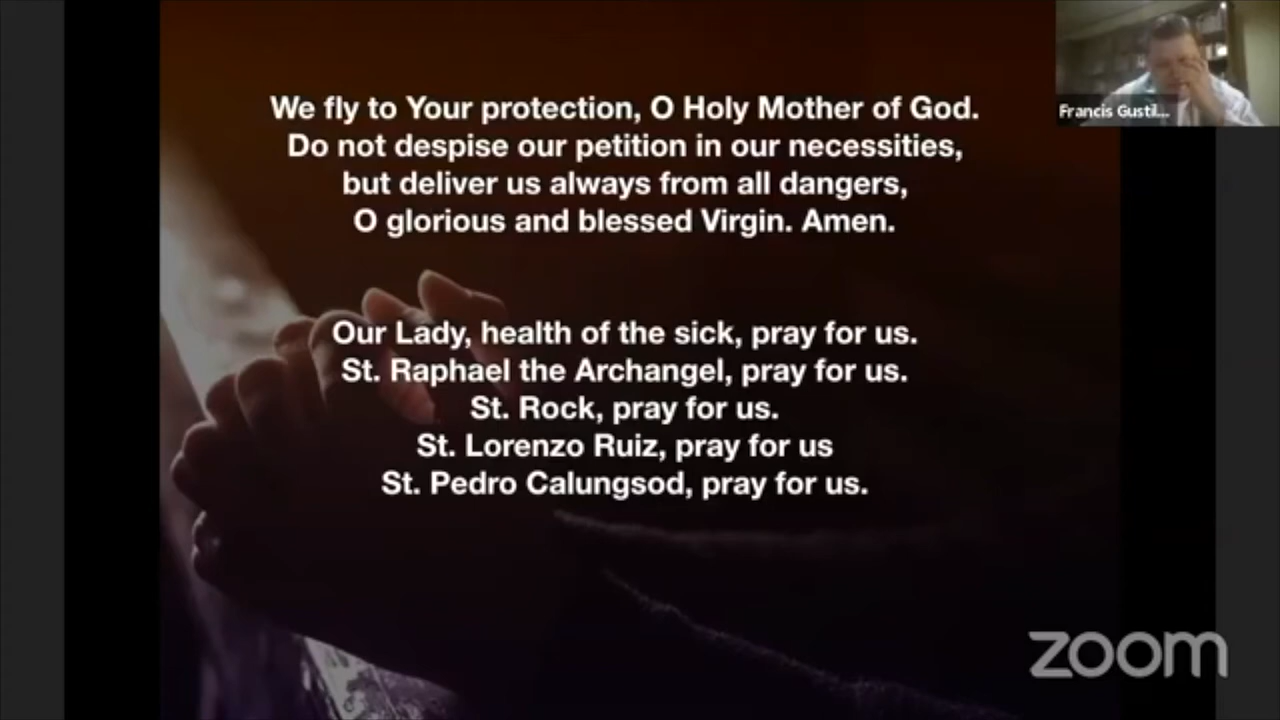 We fly to Your protection, O Holy Mother of God.
Do not despise our petition in our necessities,
but deliver us always from all dangers,
O glorious and blessed Virgin. Amen.
Our Lady, health of the sick, pray for us.
St. Raphael the Archangel, pray for us.
St. Rock, pray for us.
St. Lorenzo Ruiz, pray for us
St. Pedro Calungsod, pray for us.
Francis Gustil...
zoom